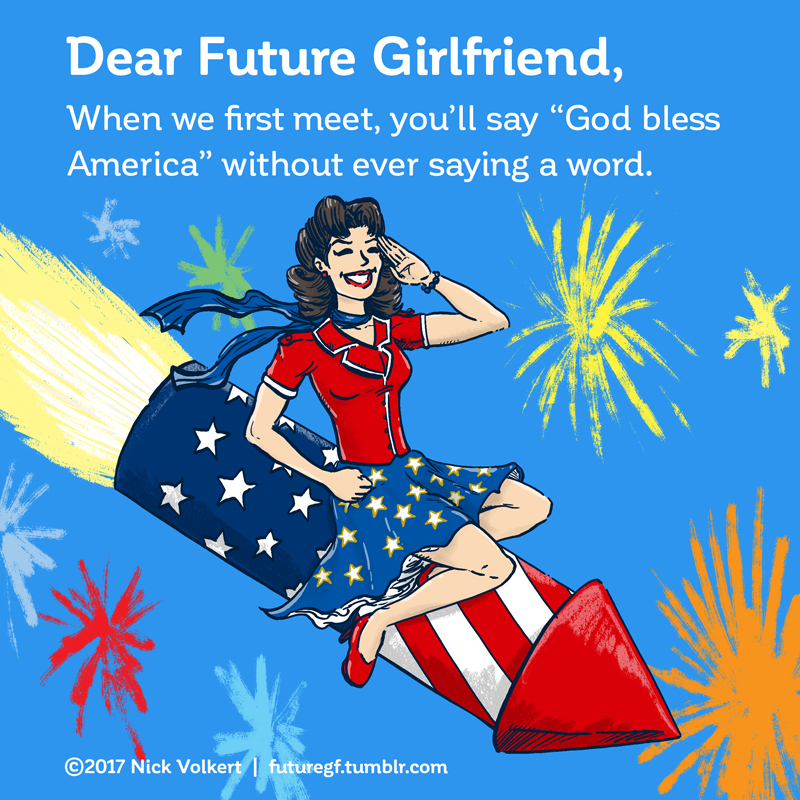 Dear Future Girlfriend,
When we first meet, you’ll say “God bless
America” without ever saying a word.
©2017 Nick Volkert | futuregf.tumblr.com